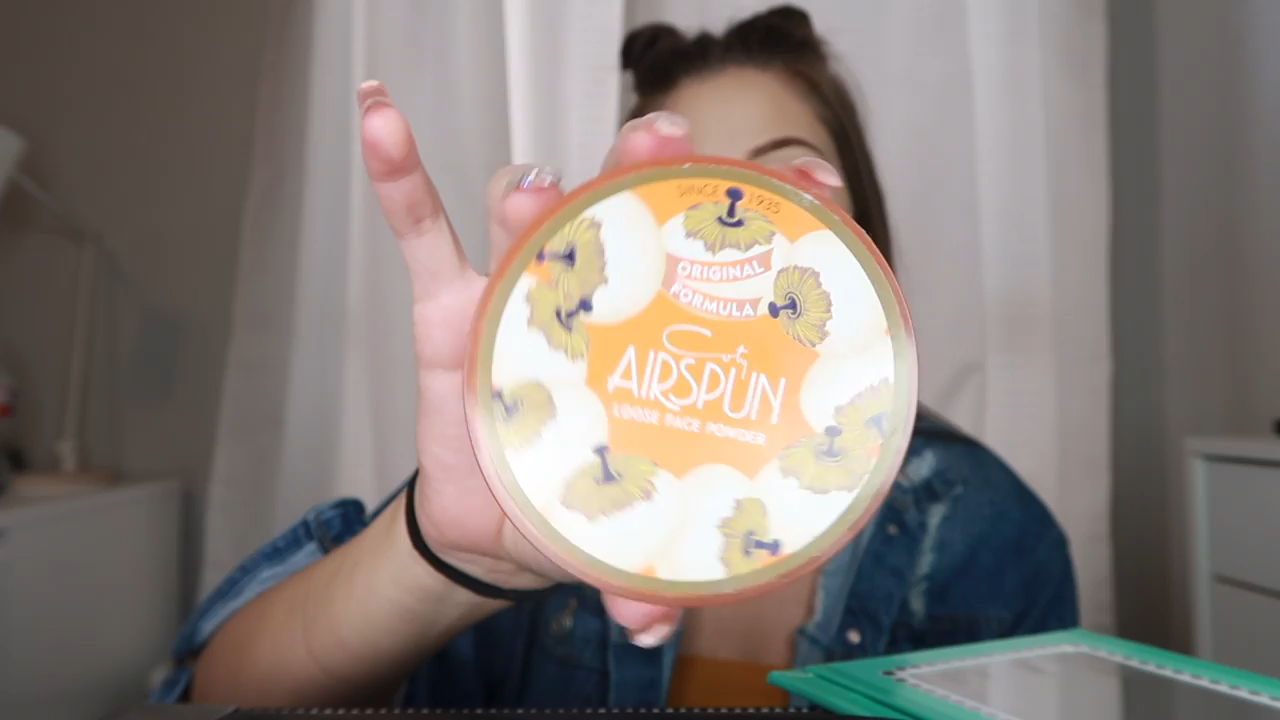 SINCE 1935
ORIGINAL
FORMULA
Coty
AIRSPUN
LOOSE FACE POWDER